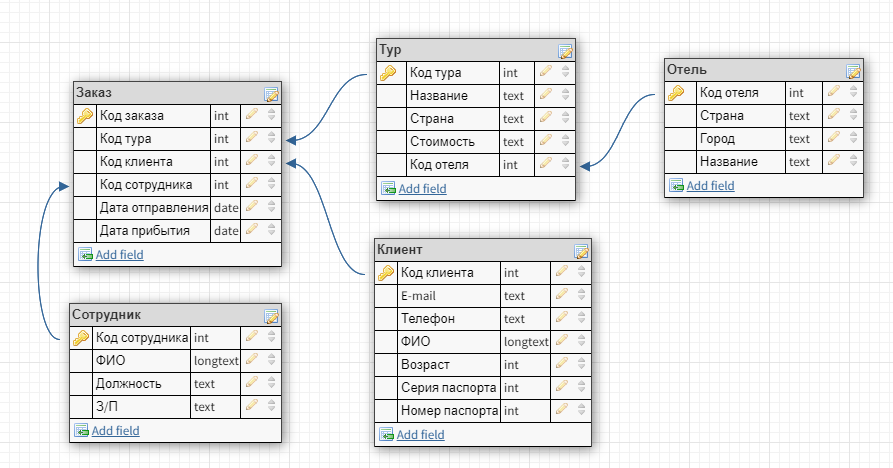 Заказ
Код заказа int
Код тура int
Код клиента int
Код сотрудника int
Дата отправления date
Дата прибытия date
Add field
Тур
Код тура int
Название text
Страна text
Стоимость text
Код отеля int
Add field
Отель
Код отеля int
Страна text
Город text
Название text
Add field
Сотрудник
Код сотрудника int
ФИО longtext
Должность text
З/П text
Add field
Клиент
Код клиента int
E-mail text
Телефон text
ФИО longtext
Возраст int
Серия паспорта int
Номер паспорта int
Add field